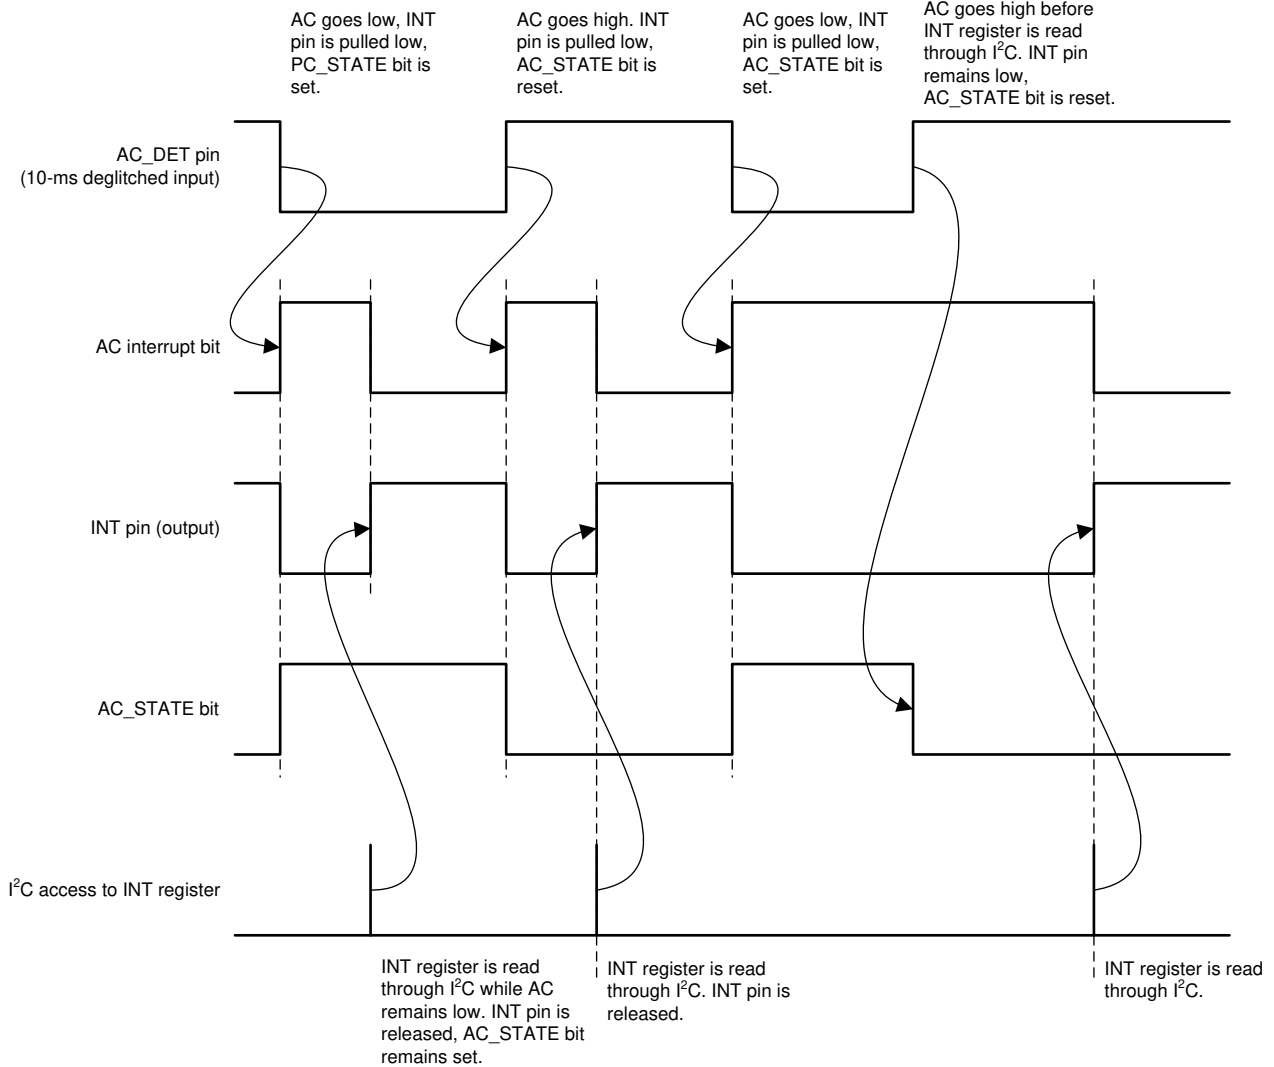 AC goes low, INT
pin is pulled low,
PC_STATE bit is
set.
AC goes high. INT
pin is pulled low,
AC_STATE bit is
reset.
AC goes low, INT
pin is pulled low,
AC_STATE bit is
set.
AC goes high before
INT register is read
through I²C. INT pin
remains low,
AC_STATE bit is reset.
AC_DET pin
(10-ms deglitched input)
AC interrupt bit
INT pin (output)
AC_STATE bit
I²C access to INT register
INT register is read
through I²C while AC
remains low. INT pin is
released, AC_STATE bit
remains set.
INT register is read
through I²C. INT pin is
released.
INT register is read
through I²C.